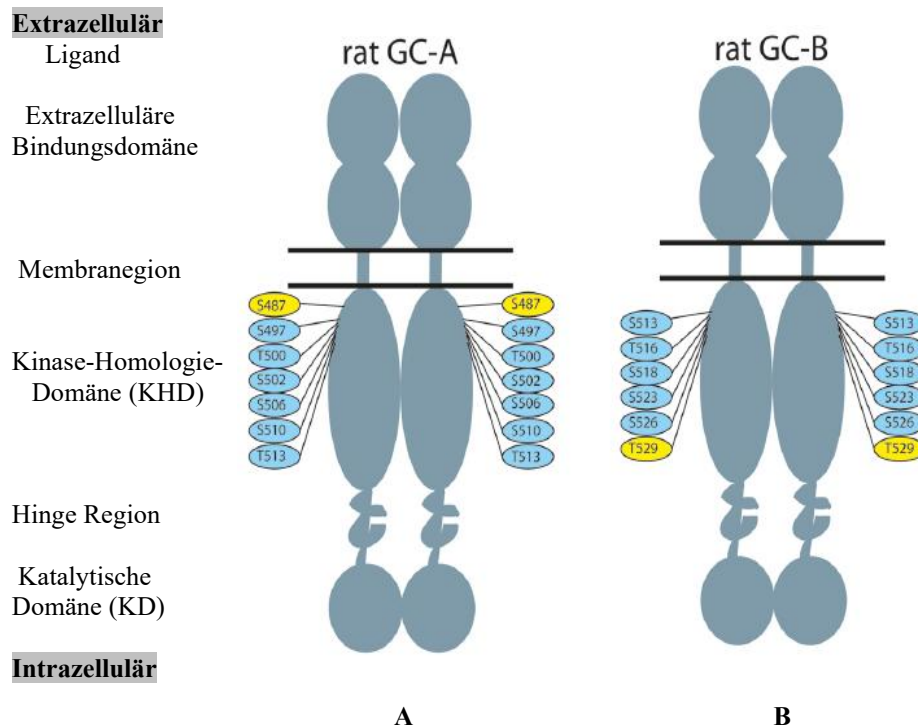 Extrazellulär
Ligand
Extrazelluläre
Bindungsdomäne
Membranegion
Kinase-Homologie-
Domäne (KHD)
Hinge Region
Katalytische
Domäne (KD)
Intrazellulär
rat GC-A
S487
S497
T500
S502
S506
S510
T513
S487
S497
T500
S502
S506
S510
T513
A
rat GC-B
S513
T516
S518
S523
S526
T529
S513
T516
S518
S523
S526
T529
B